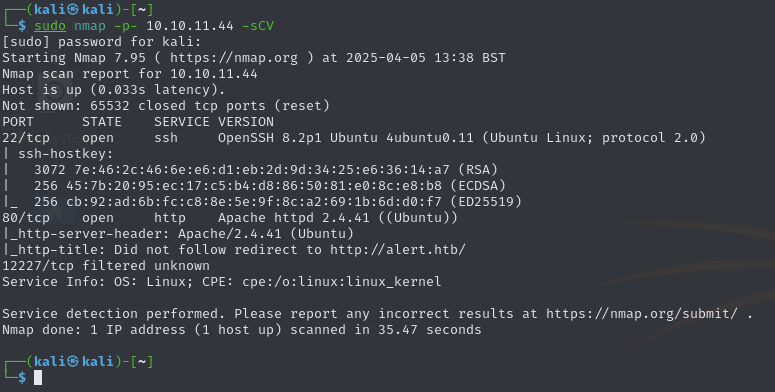 ┌──(kali㉿kali)-[~]
└─$ sudo nmap -p- 10.10.11.44 -sCV
[sudo] password for kali:
Starting Nmap 7.95 ( https://nmap.org ) at 2025-04-05 13:38 BST
Nmap scan report for 10.10.11.44
Host is up (0.033s latency).
Not shown: 65532 closed tcp ports (reset)
PORT      STATE    SERVICE VERSION
22/tcp    open     ssh     OpenSSH 8.2p1 Ubuntu 4ubuntu0.11 (Ubuntu Linux; protocol 2.0)
| ssh-hostkey:
|   3072 7e:46:2c:46:6e:e6:d1:eb:2d:9d:34:25:e6:36:14:a7 (RSA)
|   256 45:7b:20:95:ec:17:c5:b4:d8:86:50:81:e0:8c:e8:b8 (ECDSA)
|_  256 cb:92:ad:6b:fc:c8:8e:5e:9f:8c:a2:69:1b:6d:d0:f7 (ED25519)
80/tcp    open     http    Apache httpd 2.4.41 ((Ubuntu))
|_http-server-header: Apache/2.4.41 (Ubuntu)
|_http-title: Did not follow redirect to http://alert.htb/
12227/tcp filtered unknown
Service Info: OS: Linux; CPE: cpe:/o:linux:linux_kernel

Service detection performed. Please report any incorrect results at https://nmap.org/submit/ .
Nmap done: 1 IP address (1 host up) scanned in 35.47 seconds

┌──(kali㉿kali)-[~]
└─$